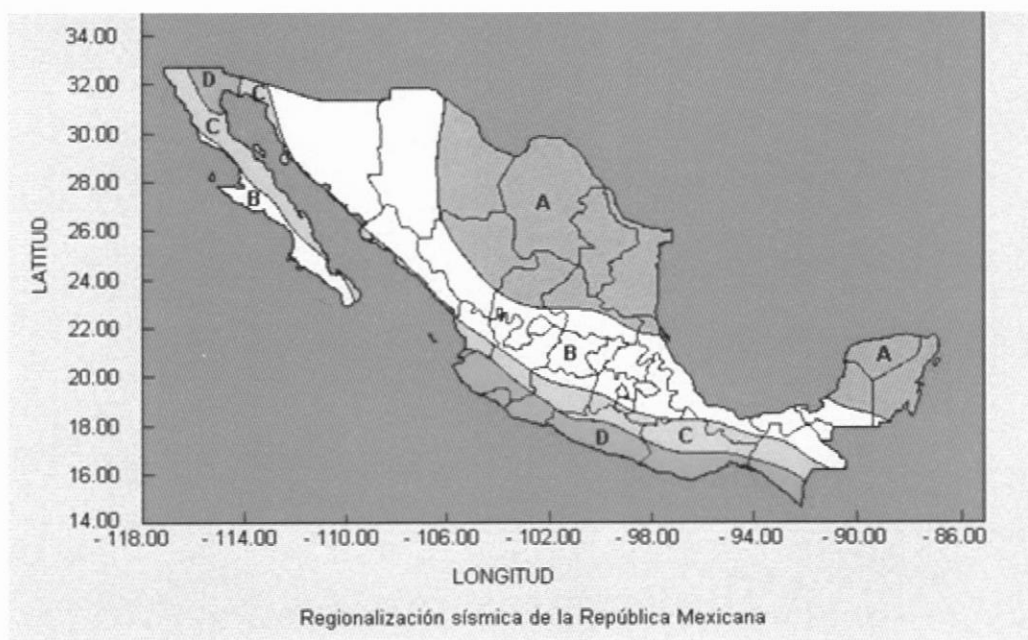 34.00
32.00
30.00
28.00
26.00
24.00
22.00
20.00
18.00
16.00
14.00
LATITUD
D
C
C
B
A
B
A
D
C
- 118.00 - 114.00 - 110.00 - 106.00 - 102.00 - 98.00 - 94.00 - 90.00 - 86.00
LONGITUD
Regionalización sísmica de la República Mexicana